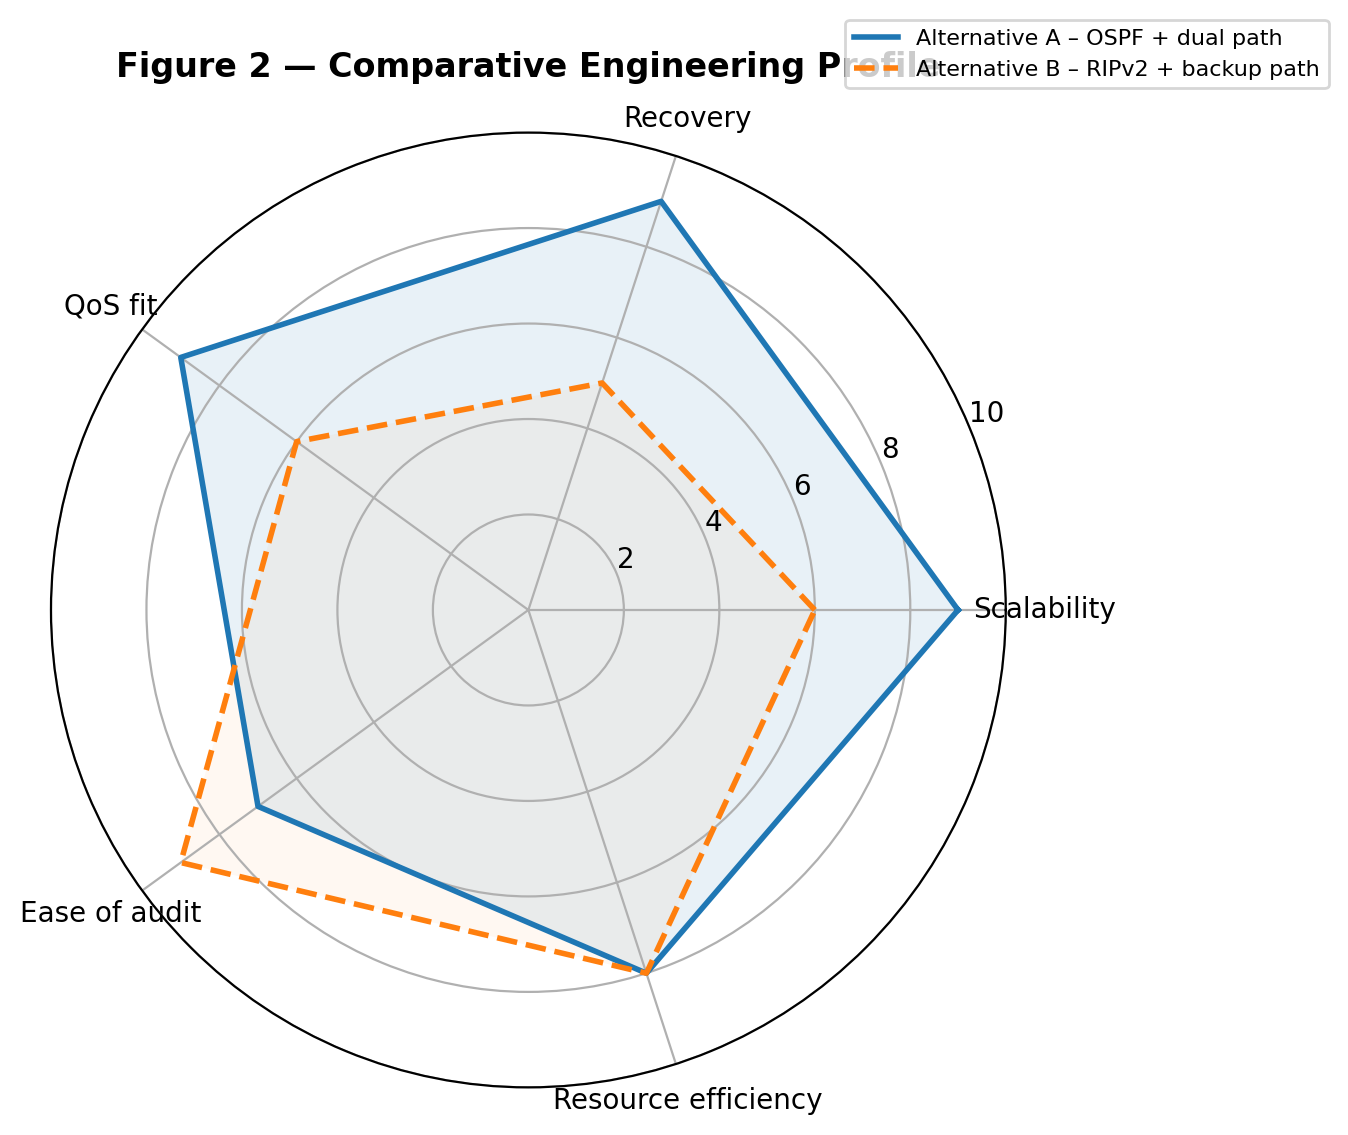 Alternative A – OSPF + dual path
Figure 2 — Comparative Engineering Profile
Alternative B – RIPv2 + backup path
Recovery
QoS fit
10
8
6
4
2
Scalability
Ease of audit
Resource efficiency